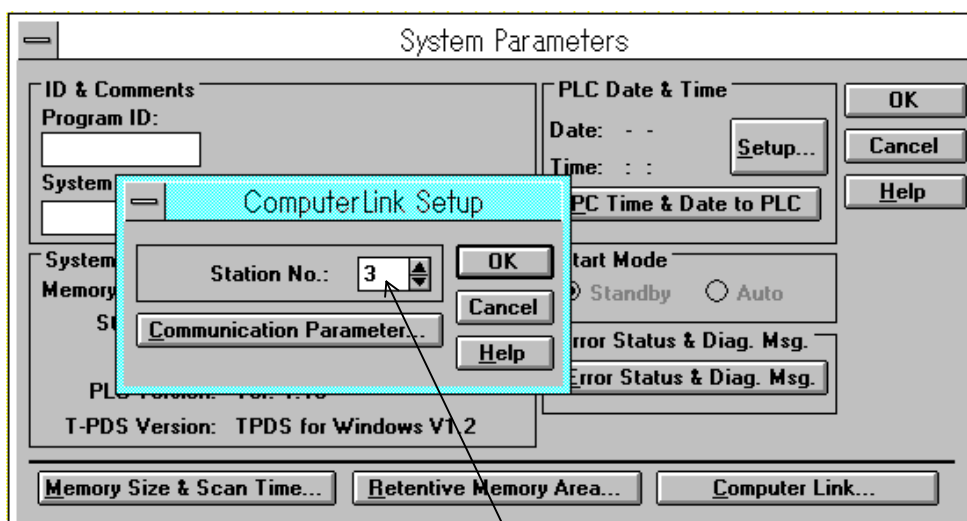 System Parameters
ID & Comments
Program ID:
System
PLC Date & Time
Date: - -
Time: : :
Setup...
PC Time & Date to PLC
OK
Cancel
Help
ComputerLink Setup
Station No.: 3
Communication Parameter...
OK
Cancel
Help
System
Memory
PLC Version:
T-PDS Version: TPDS for Windows V1.2
tart Mode
Standby
Auto
rror Status & Diag. Msg.
Error Status & Diag. Msg.
Memory Size & Scan Time...
Retentive Memory Area...
Computer Link...